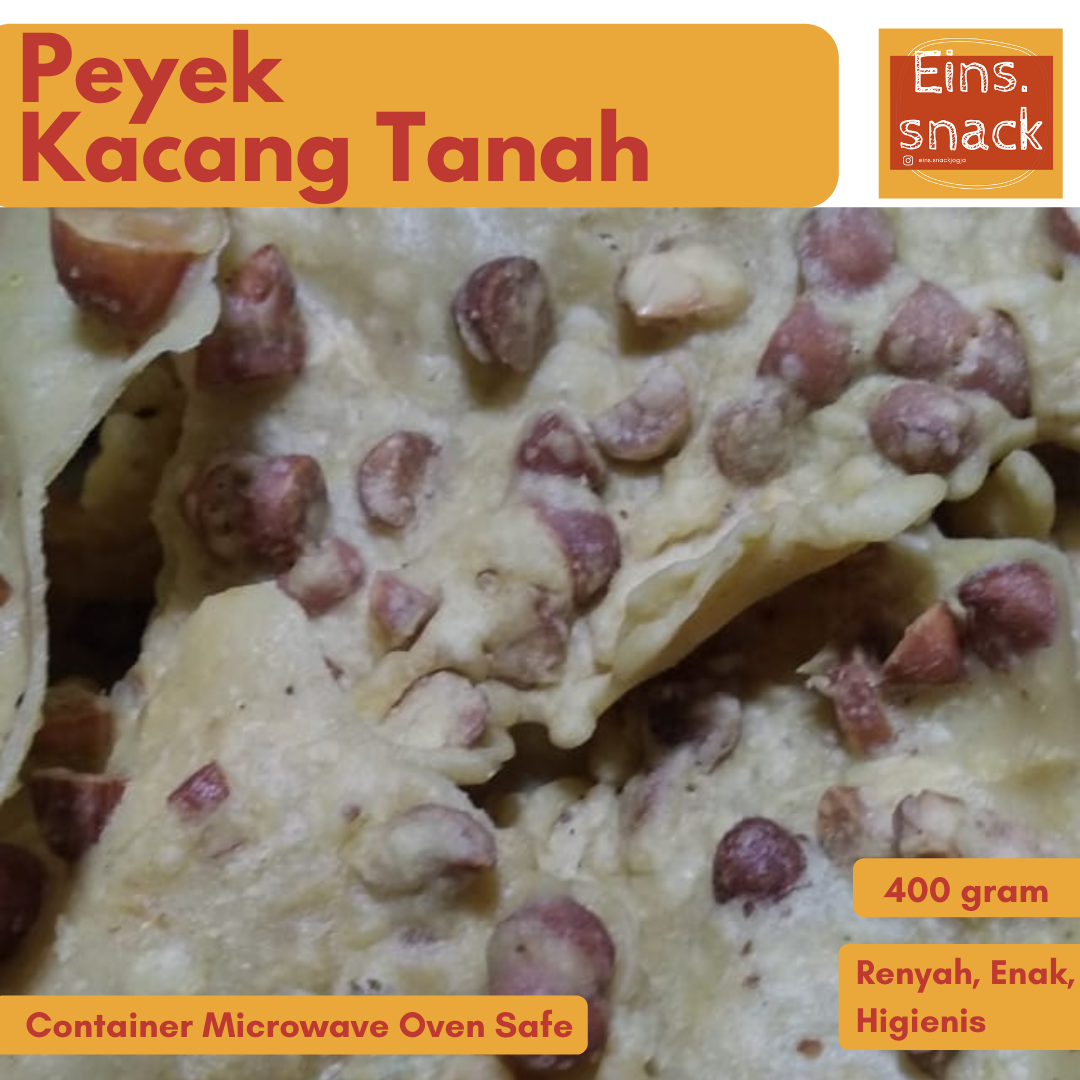 Peyek
Kacang Tanah
Eins.
snack
eins.snackjogja
400 gram
Renyah, Enak,
Higienis
Container Microwave Oven Safe